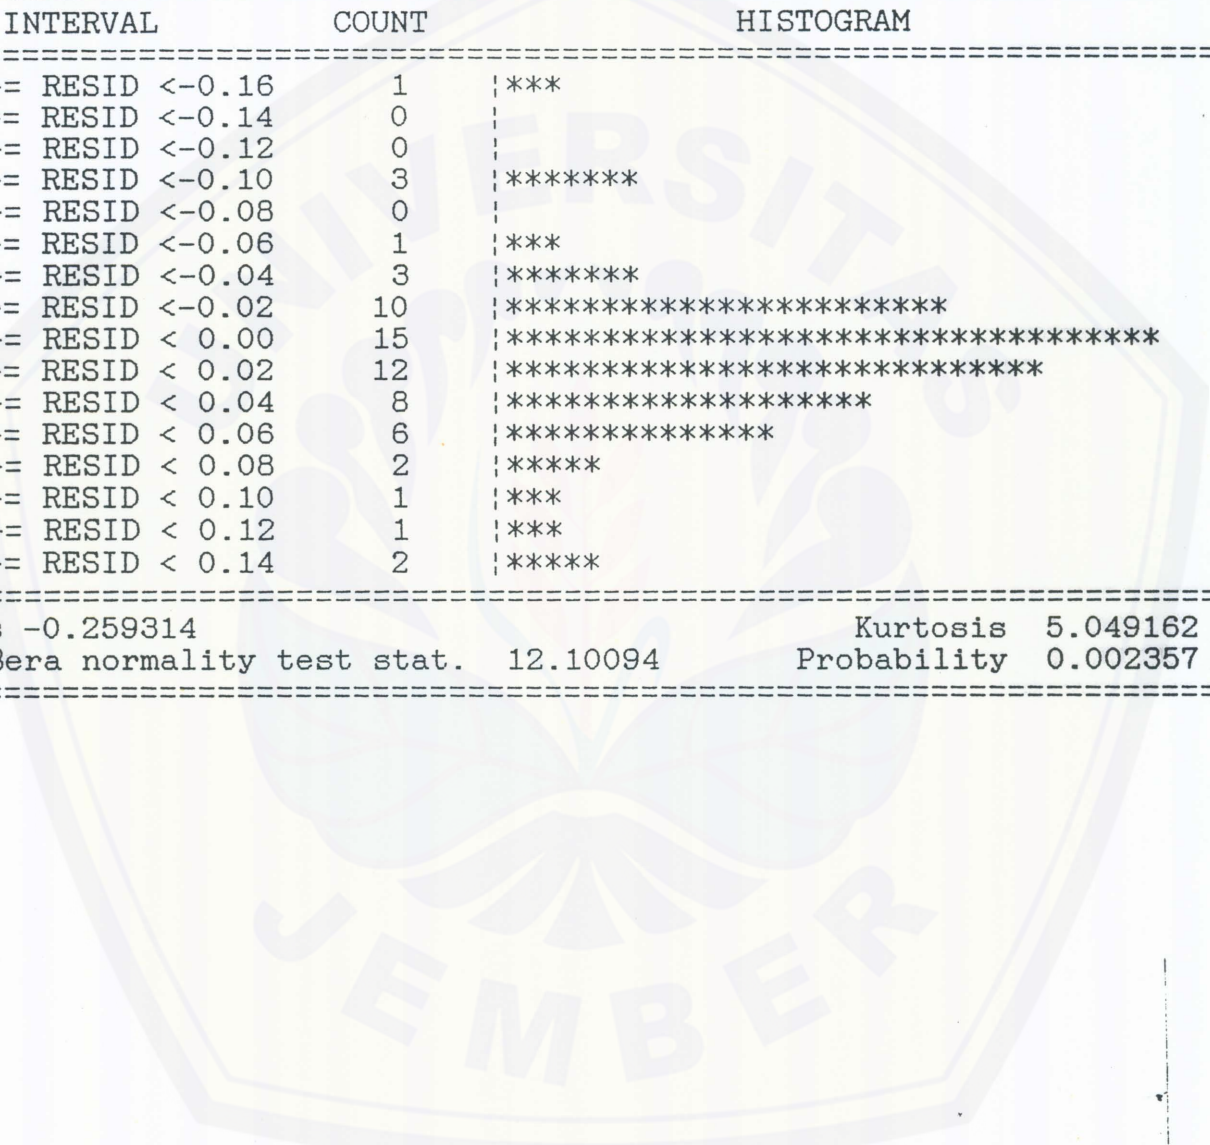 INTERVAL COUNT HISTOGRAM
==============================================================================
= RESID <-0.16 1 ¦***
= RESID <-0.14 0 ¦
= RESID <-0.12 0 ¦
= RESID <-0.10 3 ¦*******
= RESID <-0.08 0 ¦
= RESID <-0.06 1 ¦***
= RESID <-0.04 3 ¦*******
= RESID <-0.02 10 ¦***********************
= RESID < 0.00 15 ¦**********************************
= RESID < 0.02 12 ¦****************************
= RESID < 0.04 8 ¦*******************
= RESID < 0.06 6 ¦**************
= RESID < 0.08 2 ¦*****
= RESID < 0.10 1 ¦***
= RESID < 0.12 1 ¦***
= RESID < 0.14 2 ¦*****
==============================================================================
-0.259314 Kurtosis 5.049162
Bera normality test stat. 12.10094 Probability 0.002357
==============================================================================
UNIVERSITAS
JEMBER